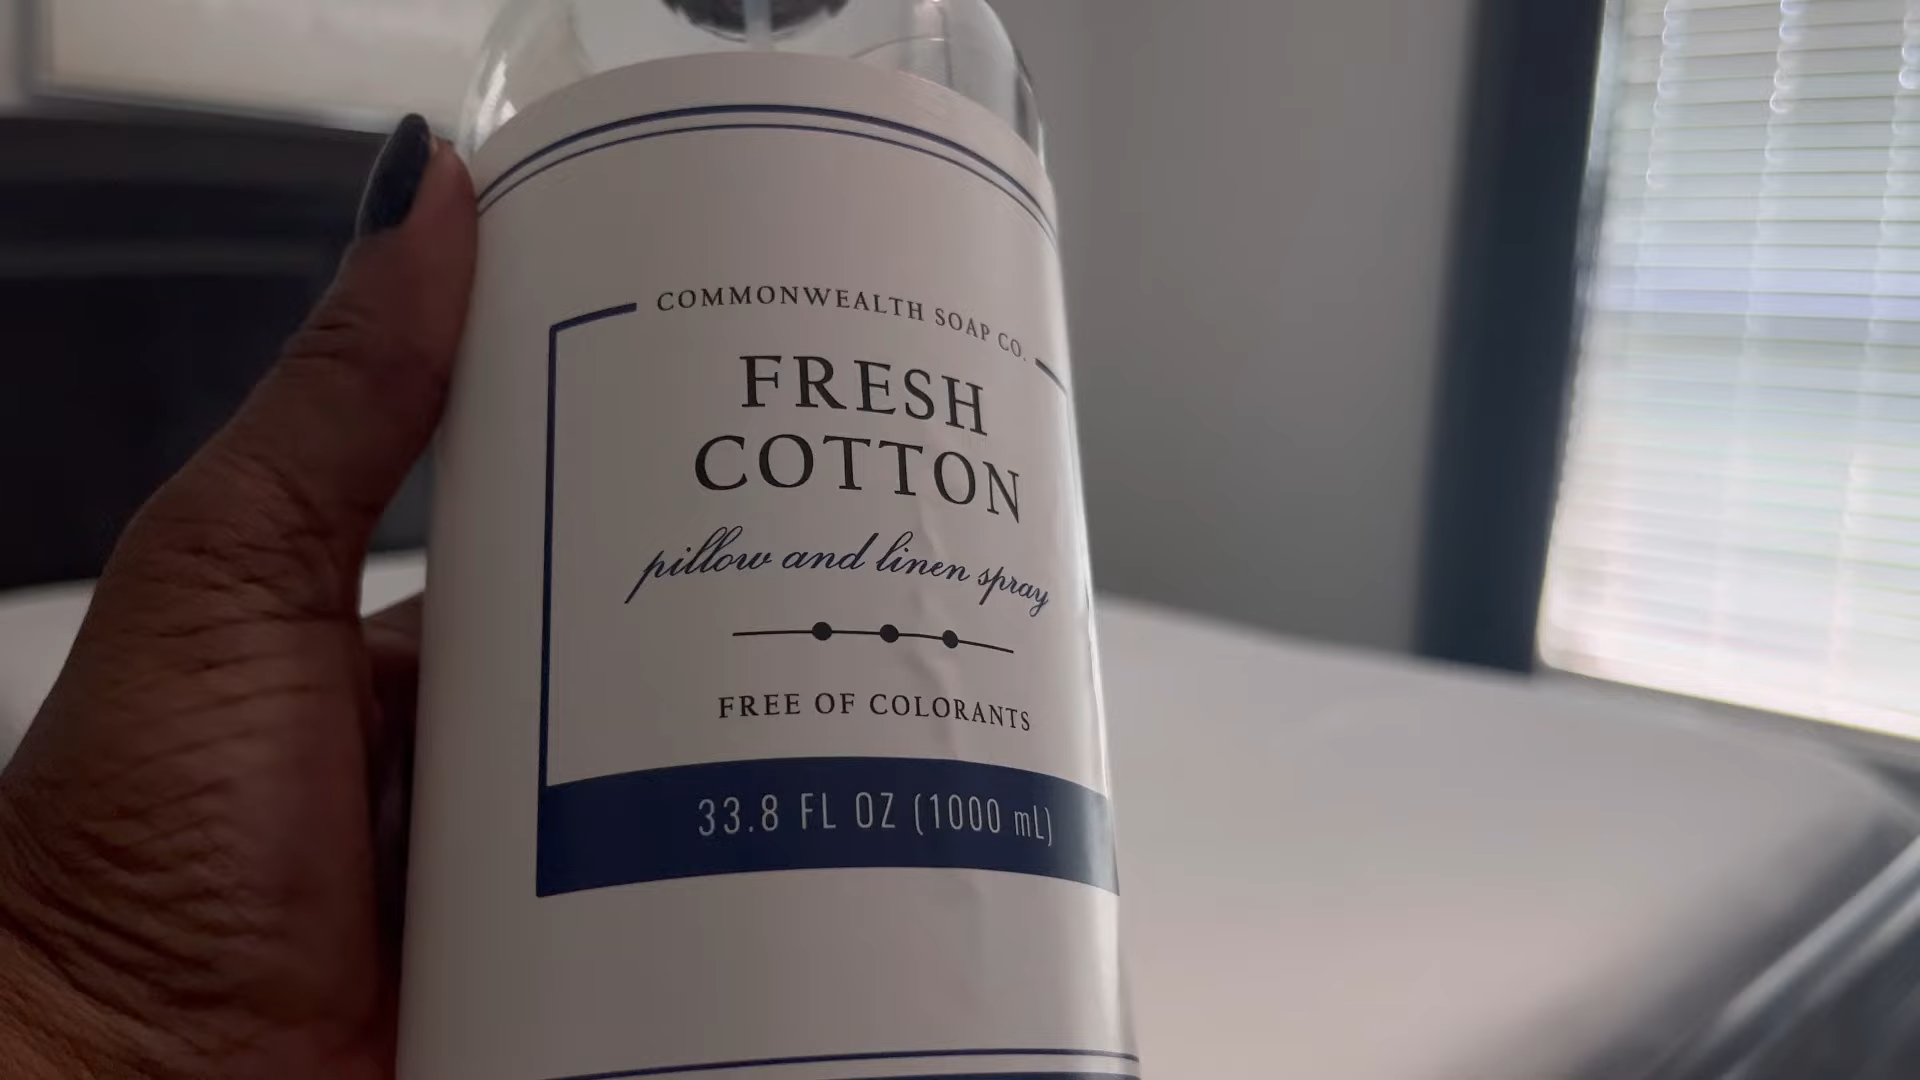 COMMONWEALTH SOAP CO.
FRESH
COTTON
pillow and linen spray
FREE OF COLORANTS
33.8 FL OZ (1000 mL)